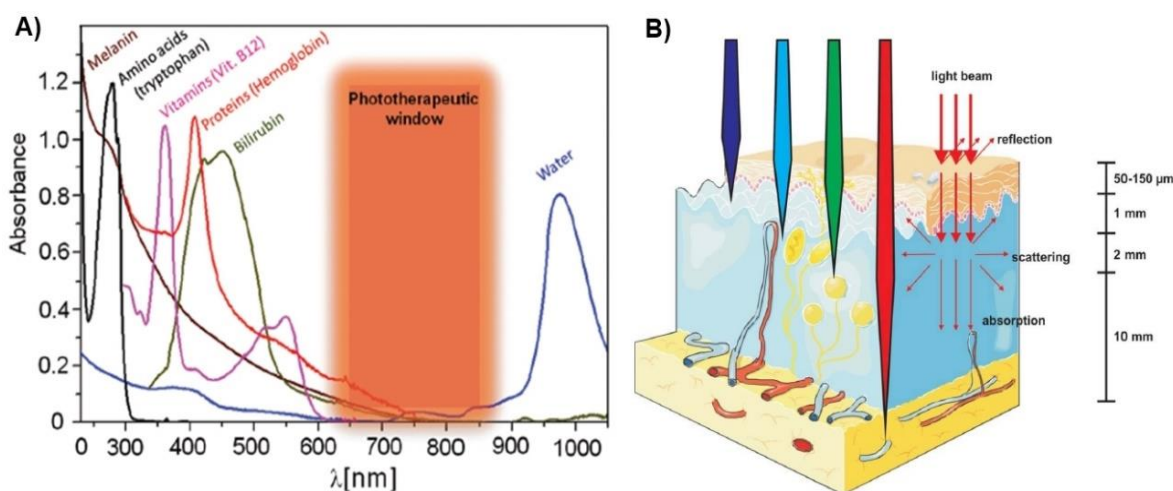 A)
Absorbance
1.2
1.0
0.8
0.6
0.4
0.2
0
Melanin
Amino acids
(tryptophan)
Vitamins (Vit. B12)
Proteins (Hemoglobin)
Bilirubin
Phototherapeutic
window
Water
0 300 400 500 600 700 800 900 1000
λ[nm]
B)
light beam
reflection
scattering
absorption
50-150 µm
1 mm
2 mm
10 mm